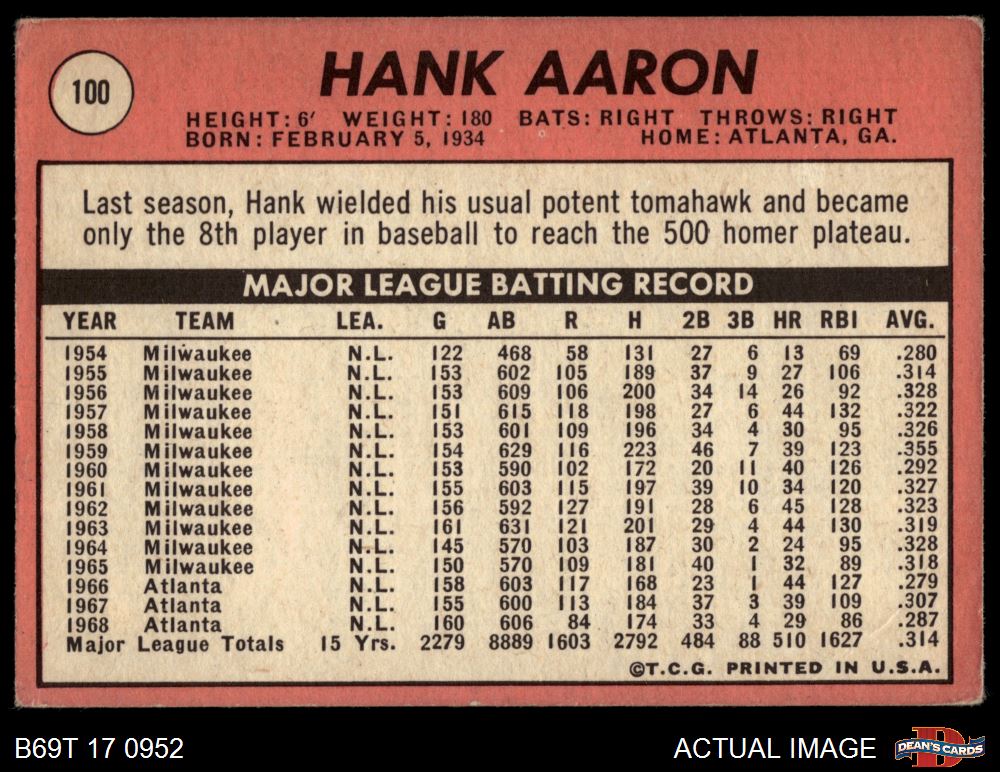 100
HANK AARON
HEIGHT: 6' WEIGHT: 180 BATS: RIGHT THROWS: RIGHT
BORN: FEBRUARY 5, 1934 HOME: ATLANTA, GA.
Last season, Hank wielded his usual potent tomahawk and became
only the 8th player in baseball to reach the 500 homer plateau.
MAJOR LEAGUE BATTING RECORD
YEAR TEAM LEA. G AB R H 2B 3B HR RBI AVG.
1954 Milwaukee N.L. 122 468 58 131 27 6 13 69 .280
1955 Milwaukee N.L. 153 602 105 189 37 9 27 106 .314
1956 Milwaukee N.L. 153 609 106 200 34 14 26 92 .328
1957 Milwaukee N.L. 151 615 118 198 27 6 44 132 .322
1958 Milwaukee N.L. 153 601 109 196 34 4 30 95 .326
1959 Milwaukee N.L. 154 629 116 223 46 7 39 123 .355
1960 Milwaukee N.L. 153 590 102 172 20 11 40 126 .292
1961 Milwaukee N.L. 155 603 115 197 39 10 34 120 .327
1962 Milwaukee N.L. 156 592 127 191 28 6 45 128 .323
1963 Milwaukee N.L. 161 631 121 201 29 4 44 130 .319
1964 Milwaukee N.L. 145 570 103 187 30 2 24 95 .328
1965 Milwaukee N.L. 150 570 109 181 40 1 32 89 .318
1966 Atlanta N.L. 158 603 117 168 23 1 44 127 .279
1967 Atlanta N.L. 155 600 113 184 37 3 39 109 .307
1968 Atlanta N.L. 160 606 84 174 33 4 29 86 .287
Major League Totals 15 Yrs. 2279 8889 1603 2792 484 88 510 1627 .314
©T.C.G. PRINTED IN U.S.A.
B69T 17 0952 ACTUAL IMAGE DEAN'S CARDS